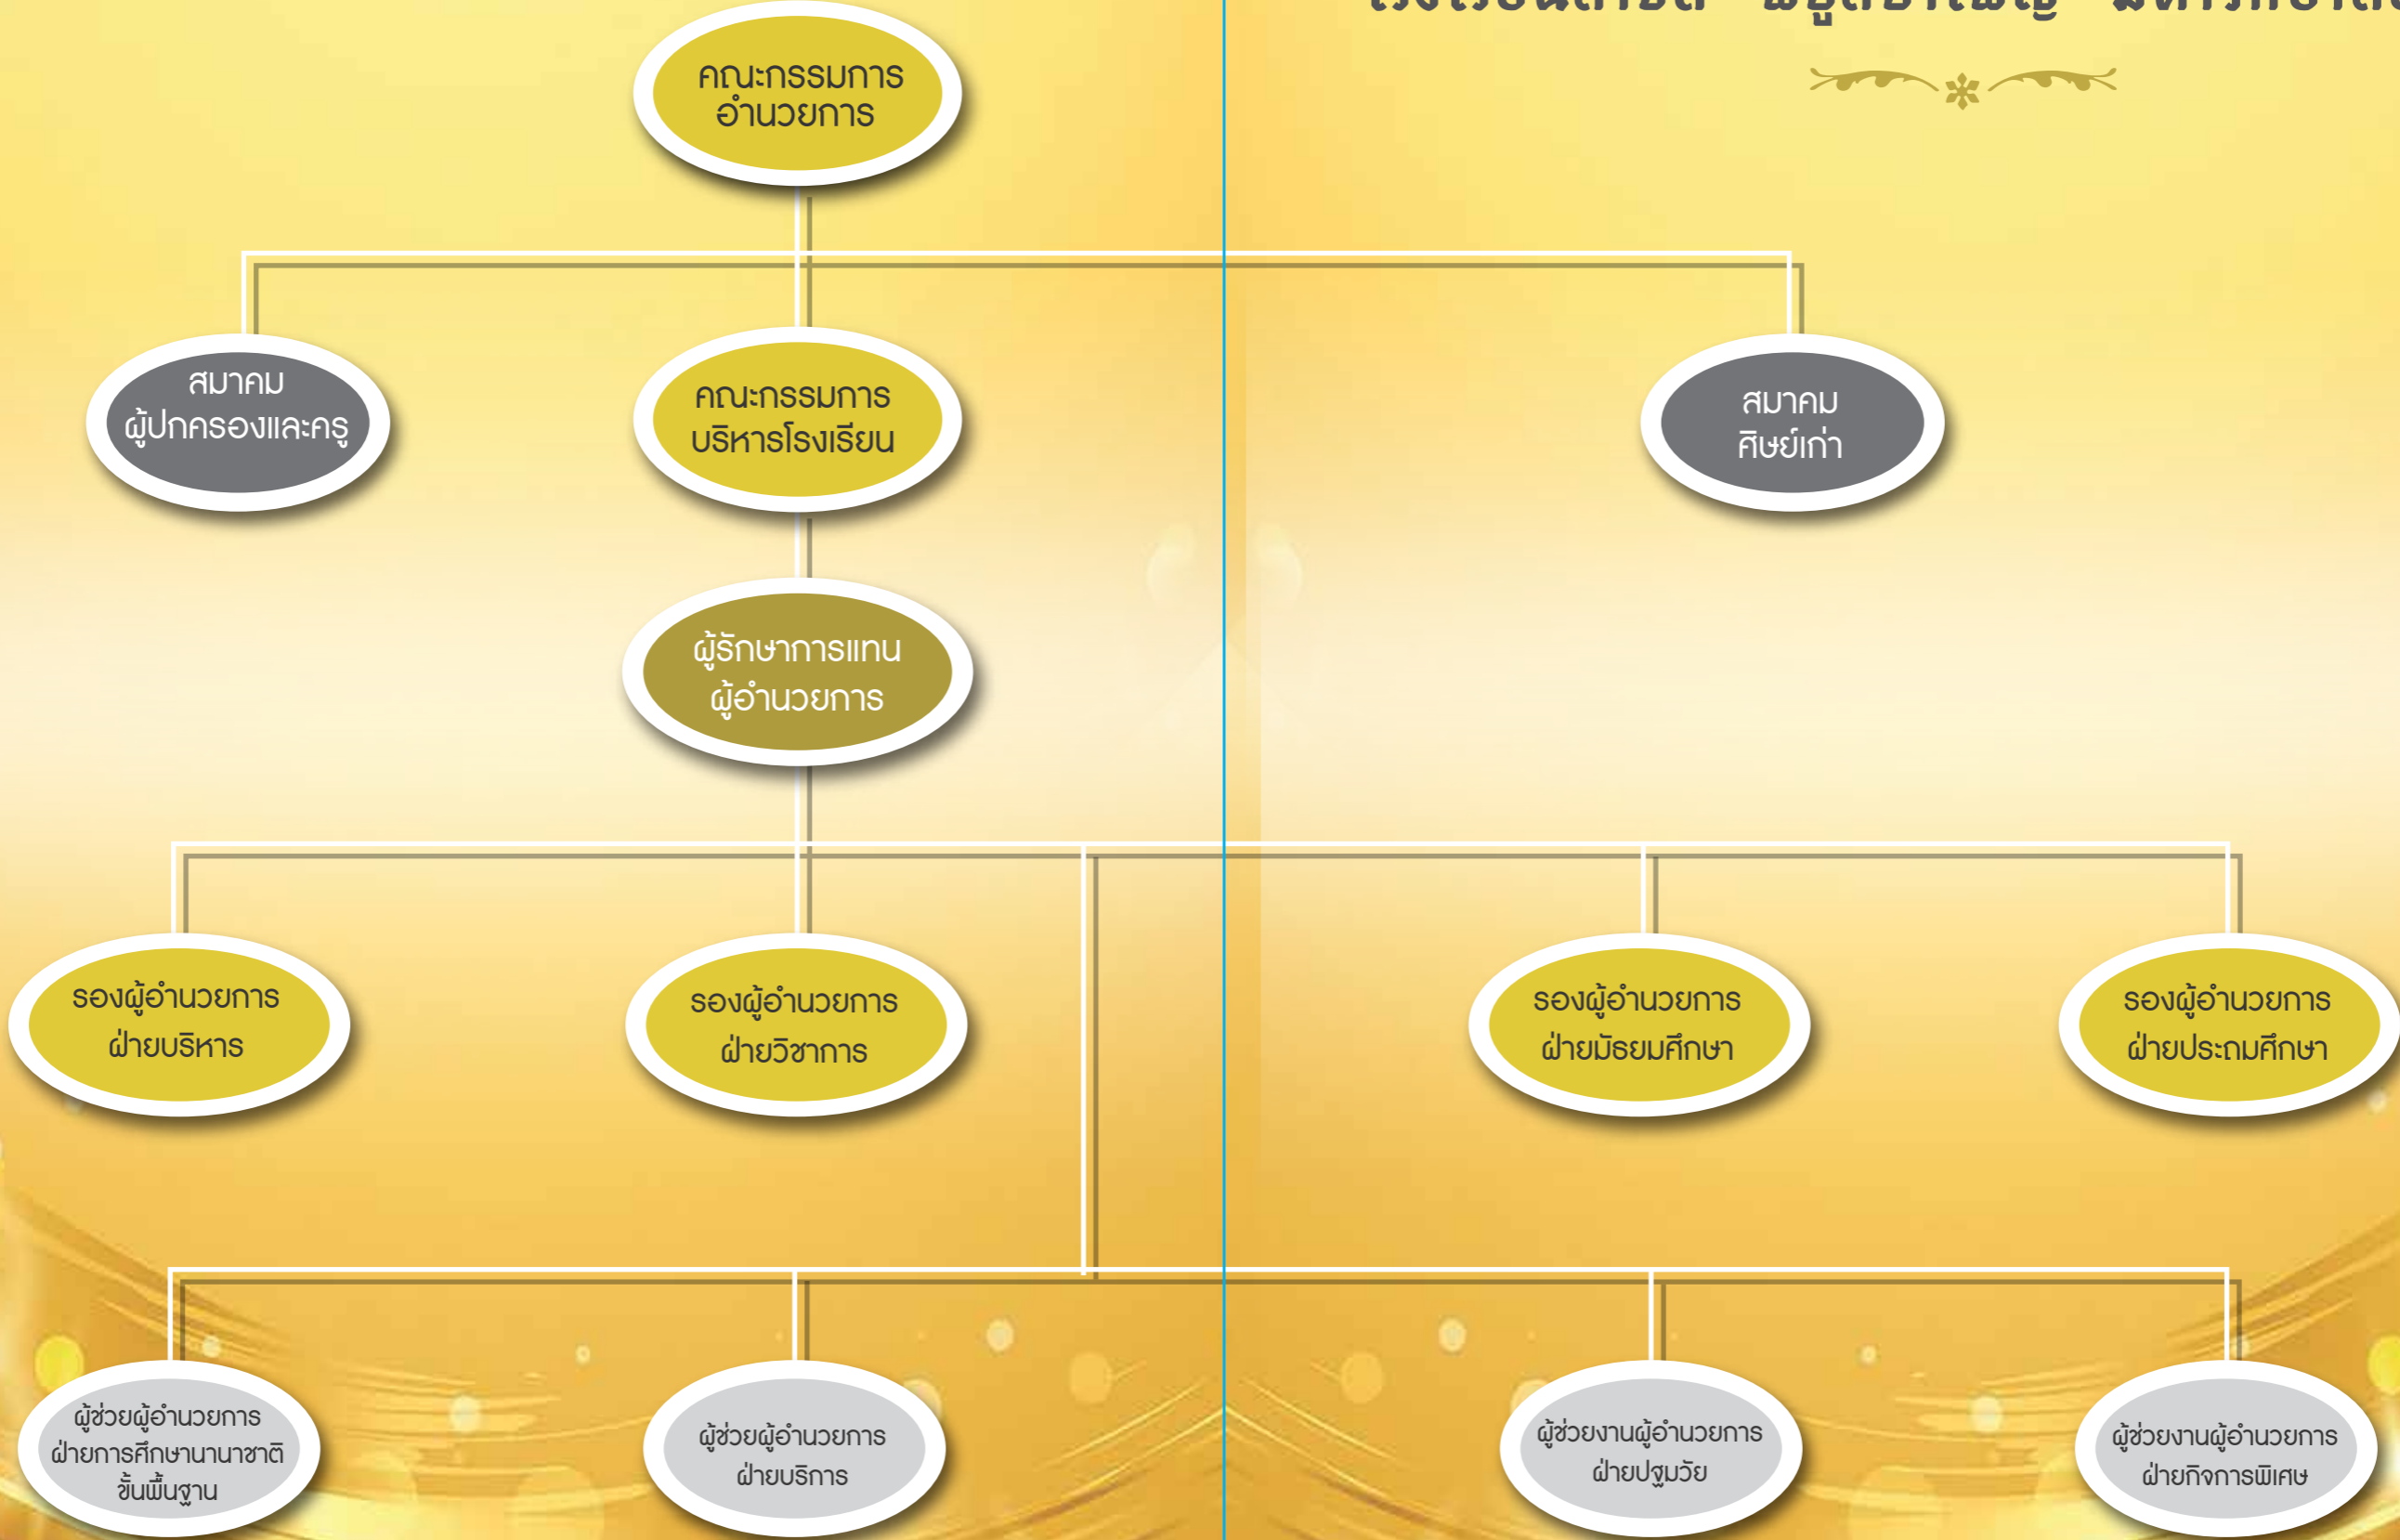 คณะกรรมการ
อำนวยการ
สมาคม
ผู้ปกครองและครู
คณะกรรมการ
บริหารโรงเรียน
สมาคม
ศิษย์เก่า
ผู้รักษาการแทน
ผู้อำนวยการ
รองผู้อำนวยการ
ฝ่ายบริหาร
รองผู้อำนวยการ
ฝ่ายวิชาการ
รองผู้อำนวยการ
ฝ่ายมัธยมศึกษา
รองผู้อำนวยการ
ฝ่ายประถมศึกษา
ผู้ช่วยผู้อำนวยการ
ฝ่ายการศึกษานานาชาติ
ขั้นพื้นฐาน
ผู้ช่วยผู้อำนวยการ
ฝ่ายบริการ
ผู้ช่วยงานผู้อำนวยการ
ฝ่ายปฐมวัย
ผู้ช่วยงานผู้อำนวยการ
ฝ่ายกิจการพิเศษ